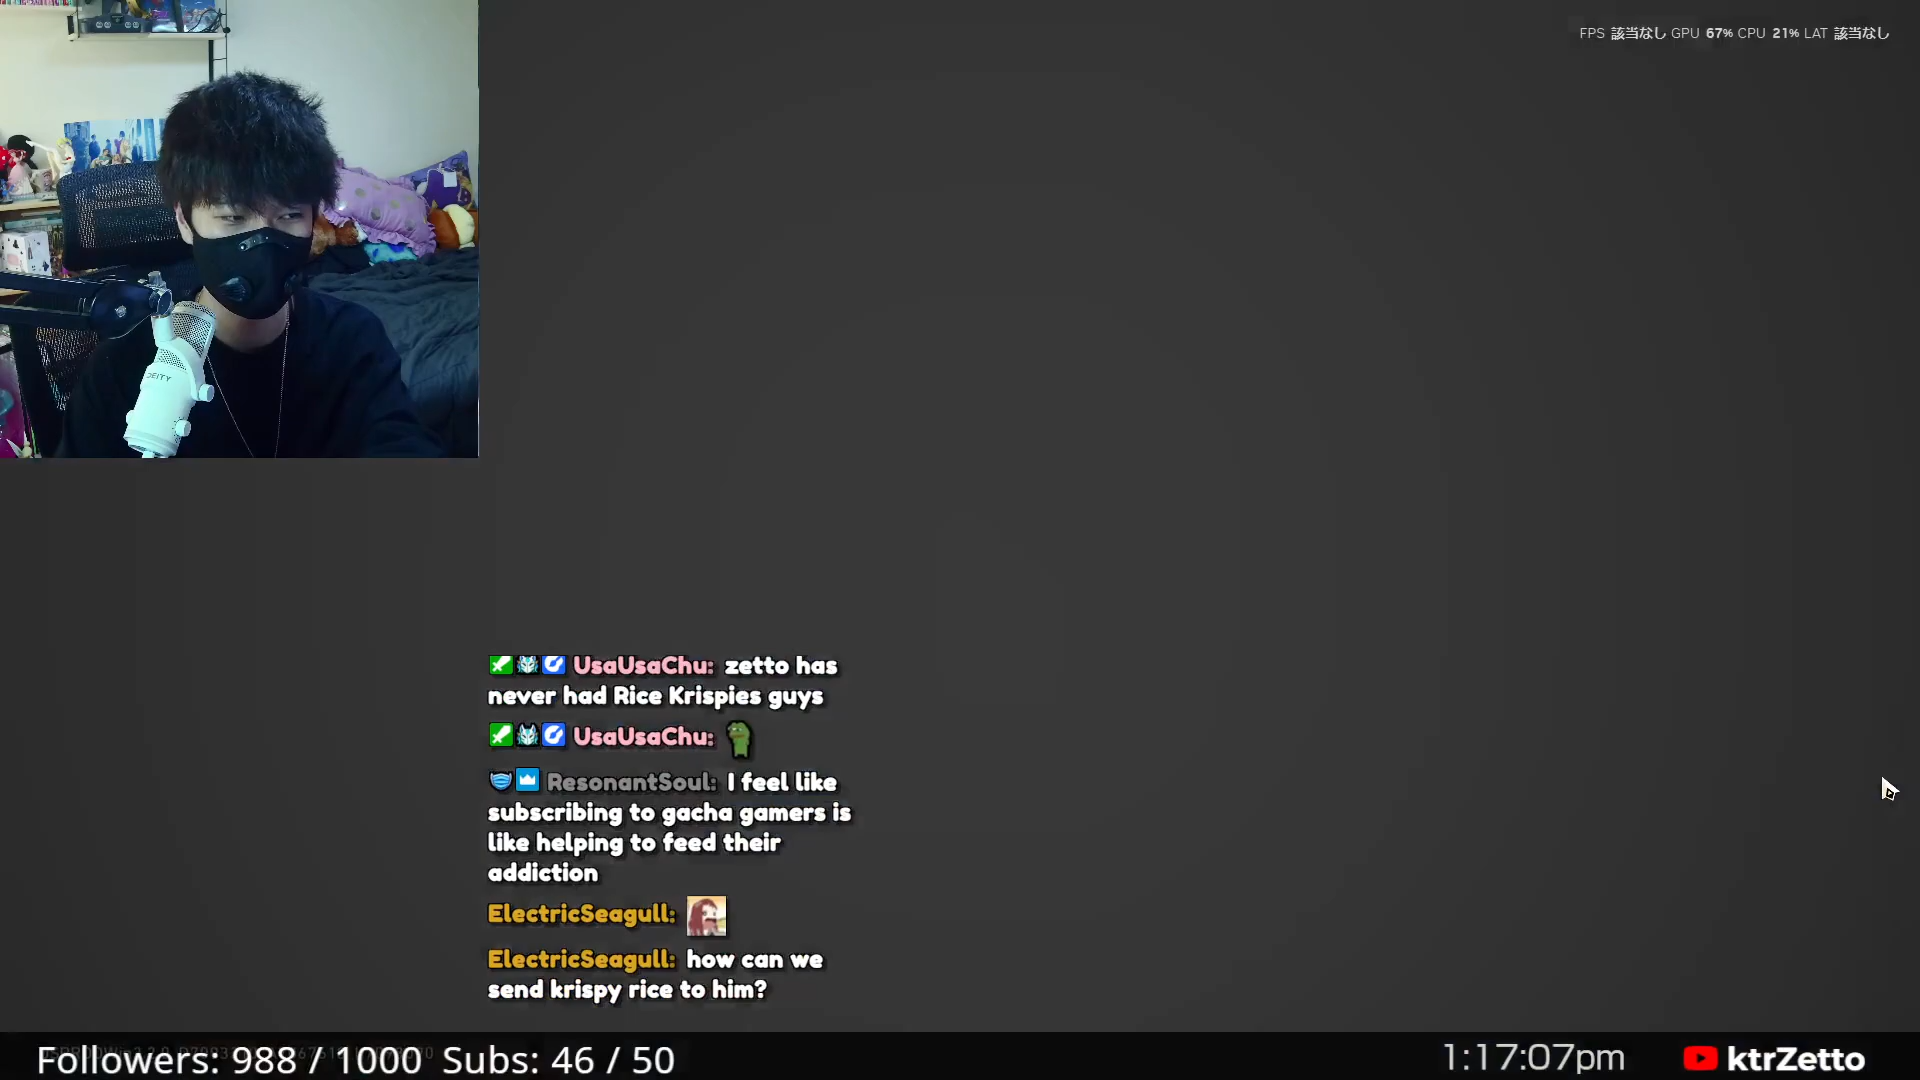 FPS 該当なし GPU 67% CPU 21% LAT 該当なし
DEITY
UsaUsaChu: zetto has
never had Rice Krispies guys
UsaUsaChu:
ResonantSoul: I feel like
subscribing to gacha gamers is
like helping to feed their
addiction
ElectricSeagull:
ElectricSeagull: how can we
send krispy rice to him?
Followers: 988 / 1000 Subs: 46 / 50
1:17:07pm
ktrZetto